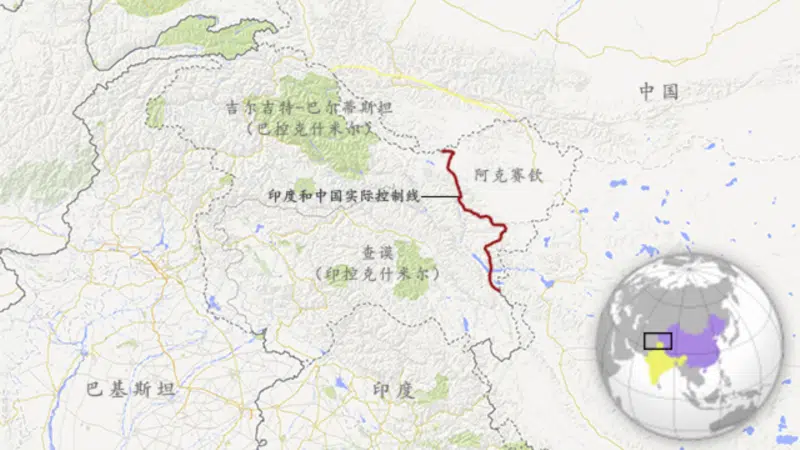 中国
吉尔吉特-巴尔蒂斯坦
（巴控克什米尔）
阿克赛钦
印度和中国实际控制线
查谟
（印控克什米尔）
巴基斯坦
印度